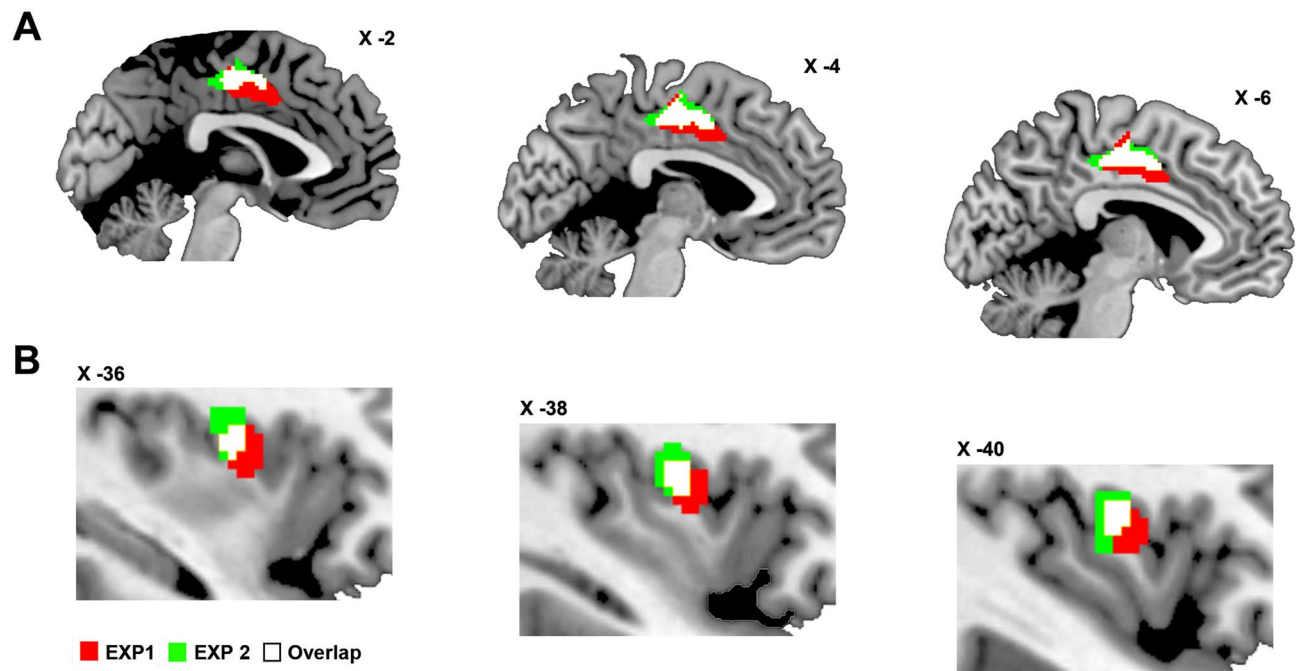 A
X -2
X -4
X -6
B
X -36
X -38
X -40
EXP1 EXP 2 Overlap